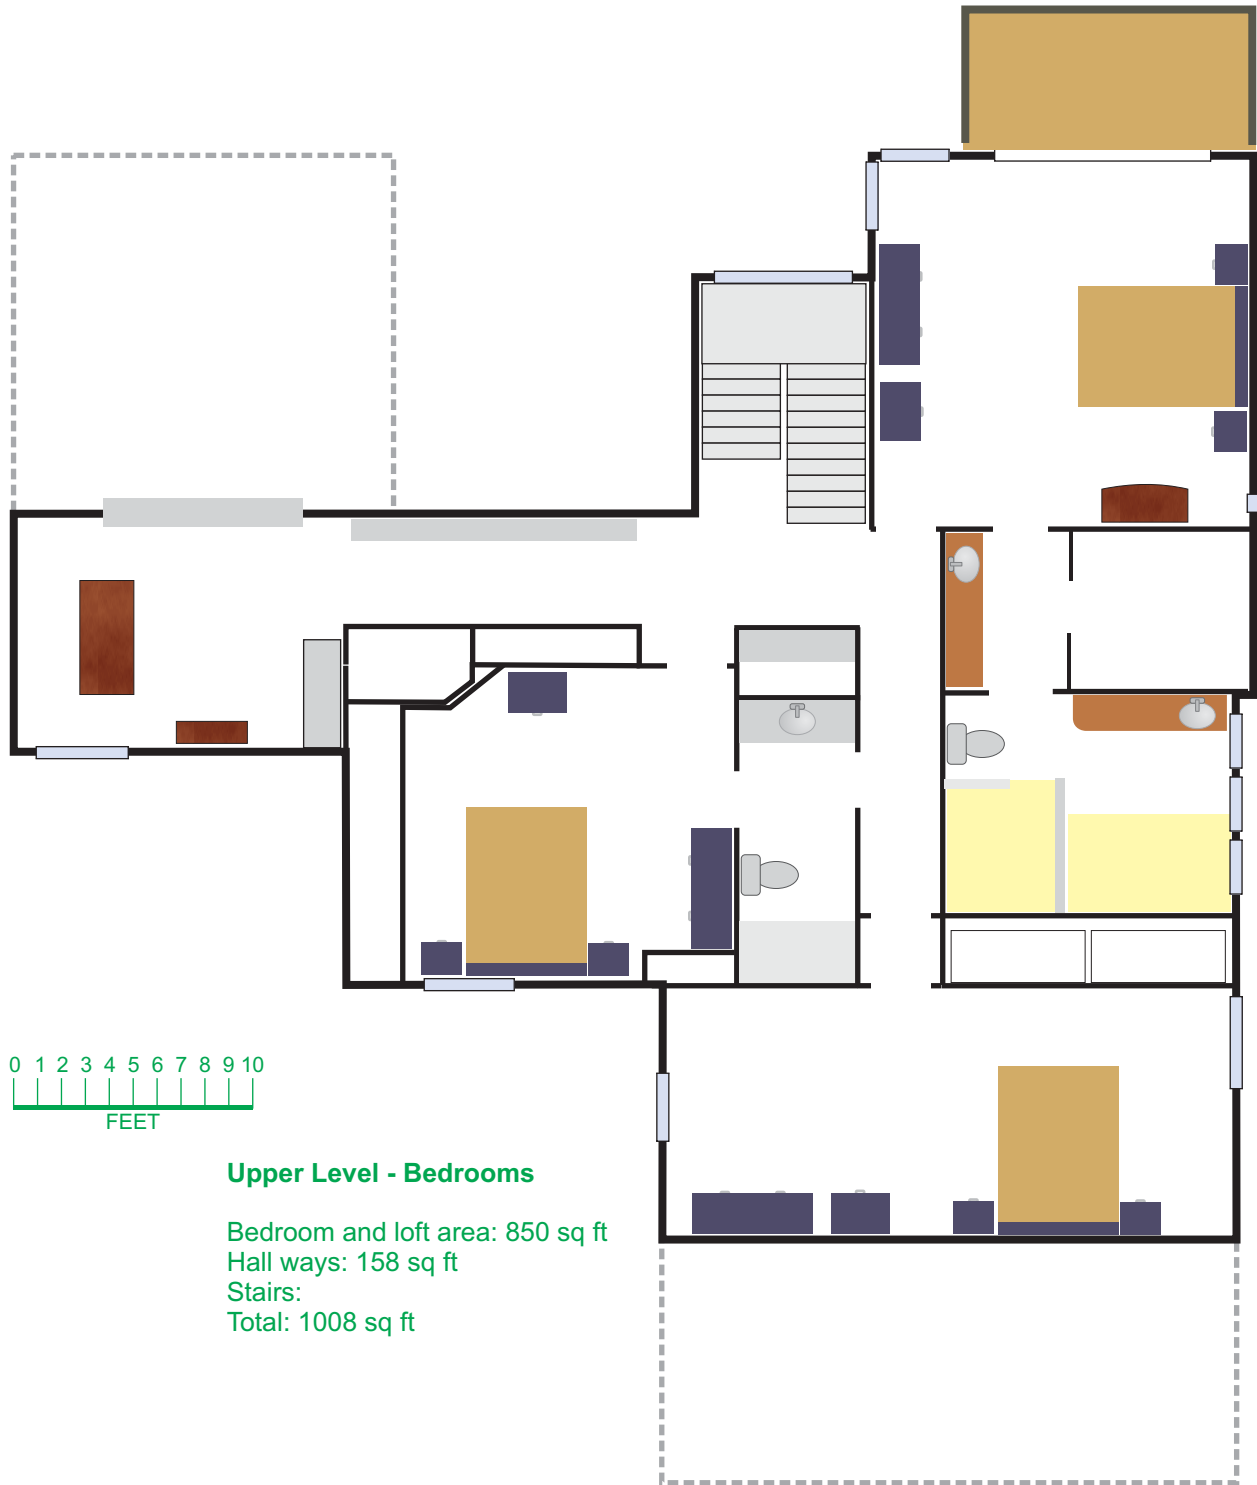 0 1 2 3 4 5 6 7 8 9 10
FEET
Upper Level - Bedrooms
Bedroom and loft area: 850 sq ft
Hall ways: 158 sq ft
Stairs:
Total: 1008 sq ft